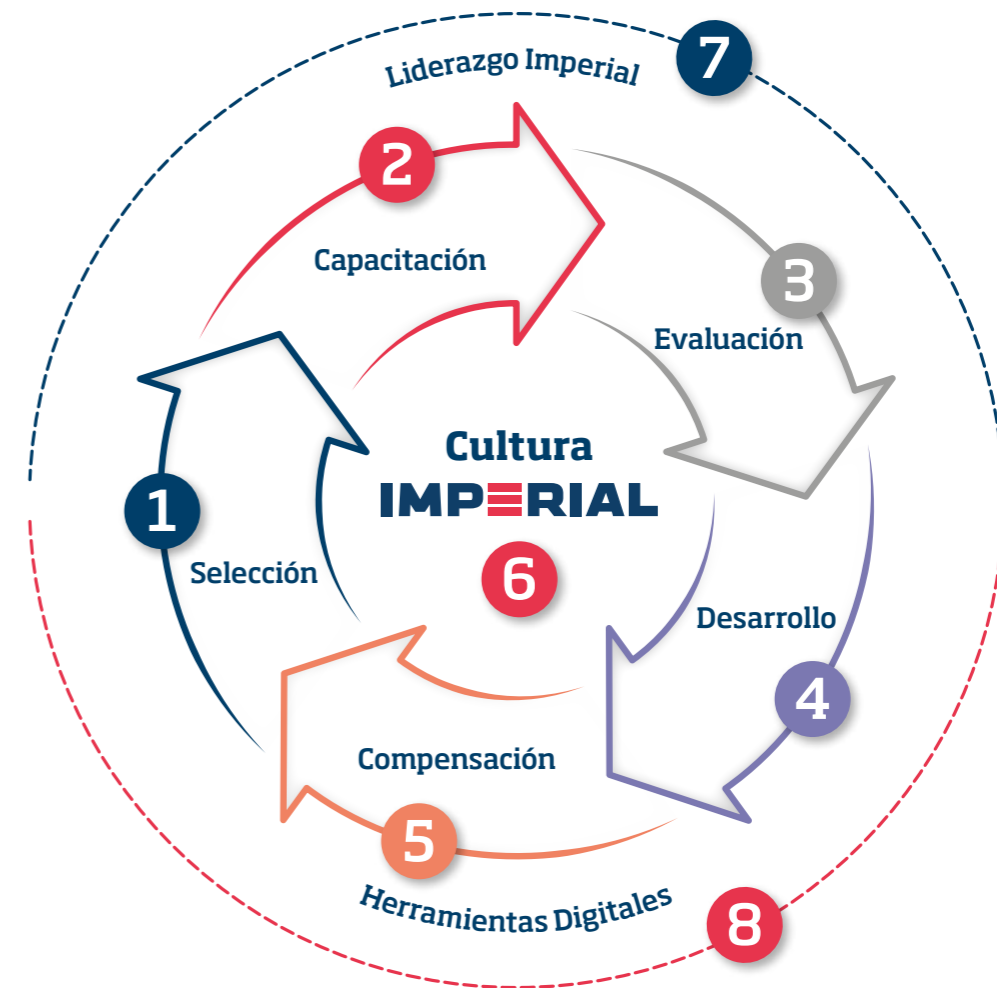 Liderazgo Imperial
7
2
Capacitación
3
Evaluación
Cultura
IMPERIAL
6
1
Selección
Desarrollo
4
Compensación
5
Herramientas Digitales
8